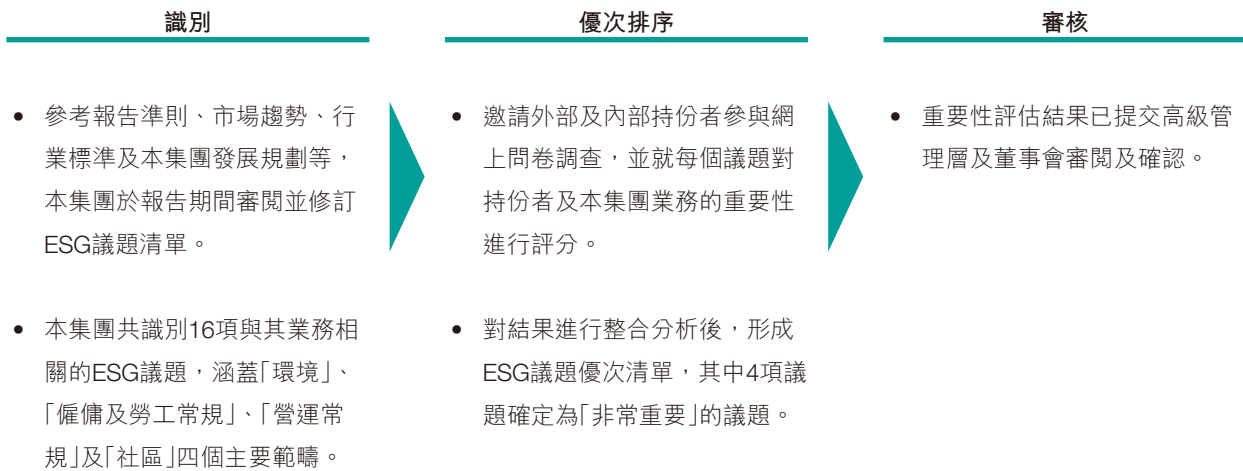 識別
• 參考報告準則、市場趨勢、行
業標準及本集團發展規劃等，
本集團於報告期間審閱並修訂
ESG議題清單。
• 本集團共識別16項與其業務相
關的ESG議題，涵蓋「環境」、
「僱傭及勞工常規」、「營運常
規」及「社區」四個主要範疇。
優次排序
• 邀請外部及內部持份者參與網
上問卷調查，並就每個議題對
持份者及本集團業務的重要性
進行評分。
• 對結果進行整合分析後，形成
ESG議題優次清單，其中4項議
題確定為「非常重要」的議題。
審核
• 重要性評估結果已提交高級管
理層及董事會審閱及確認。